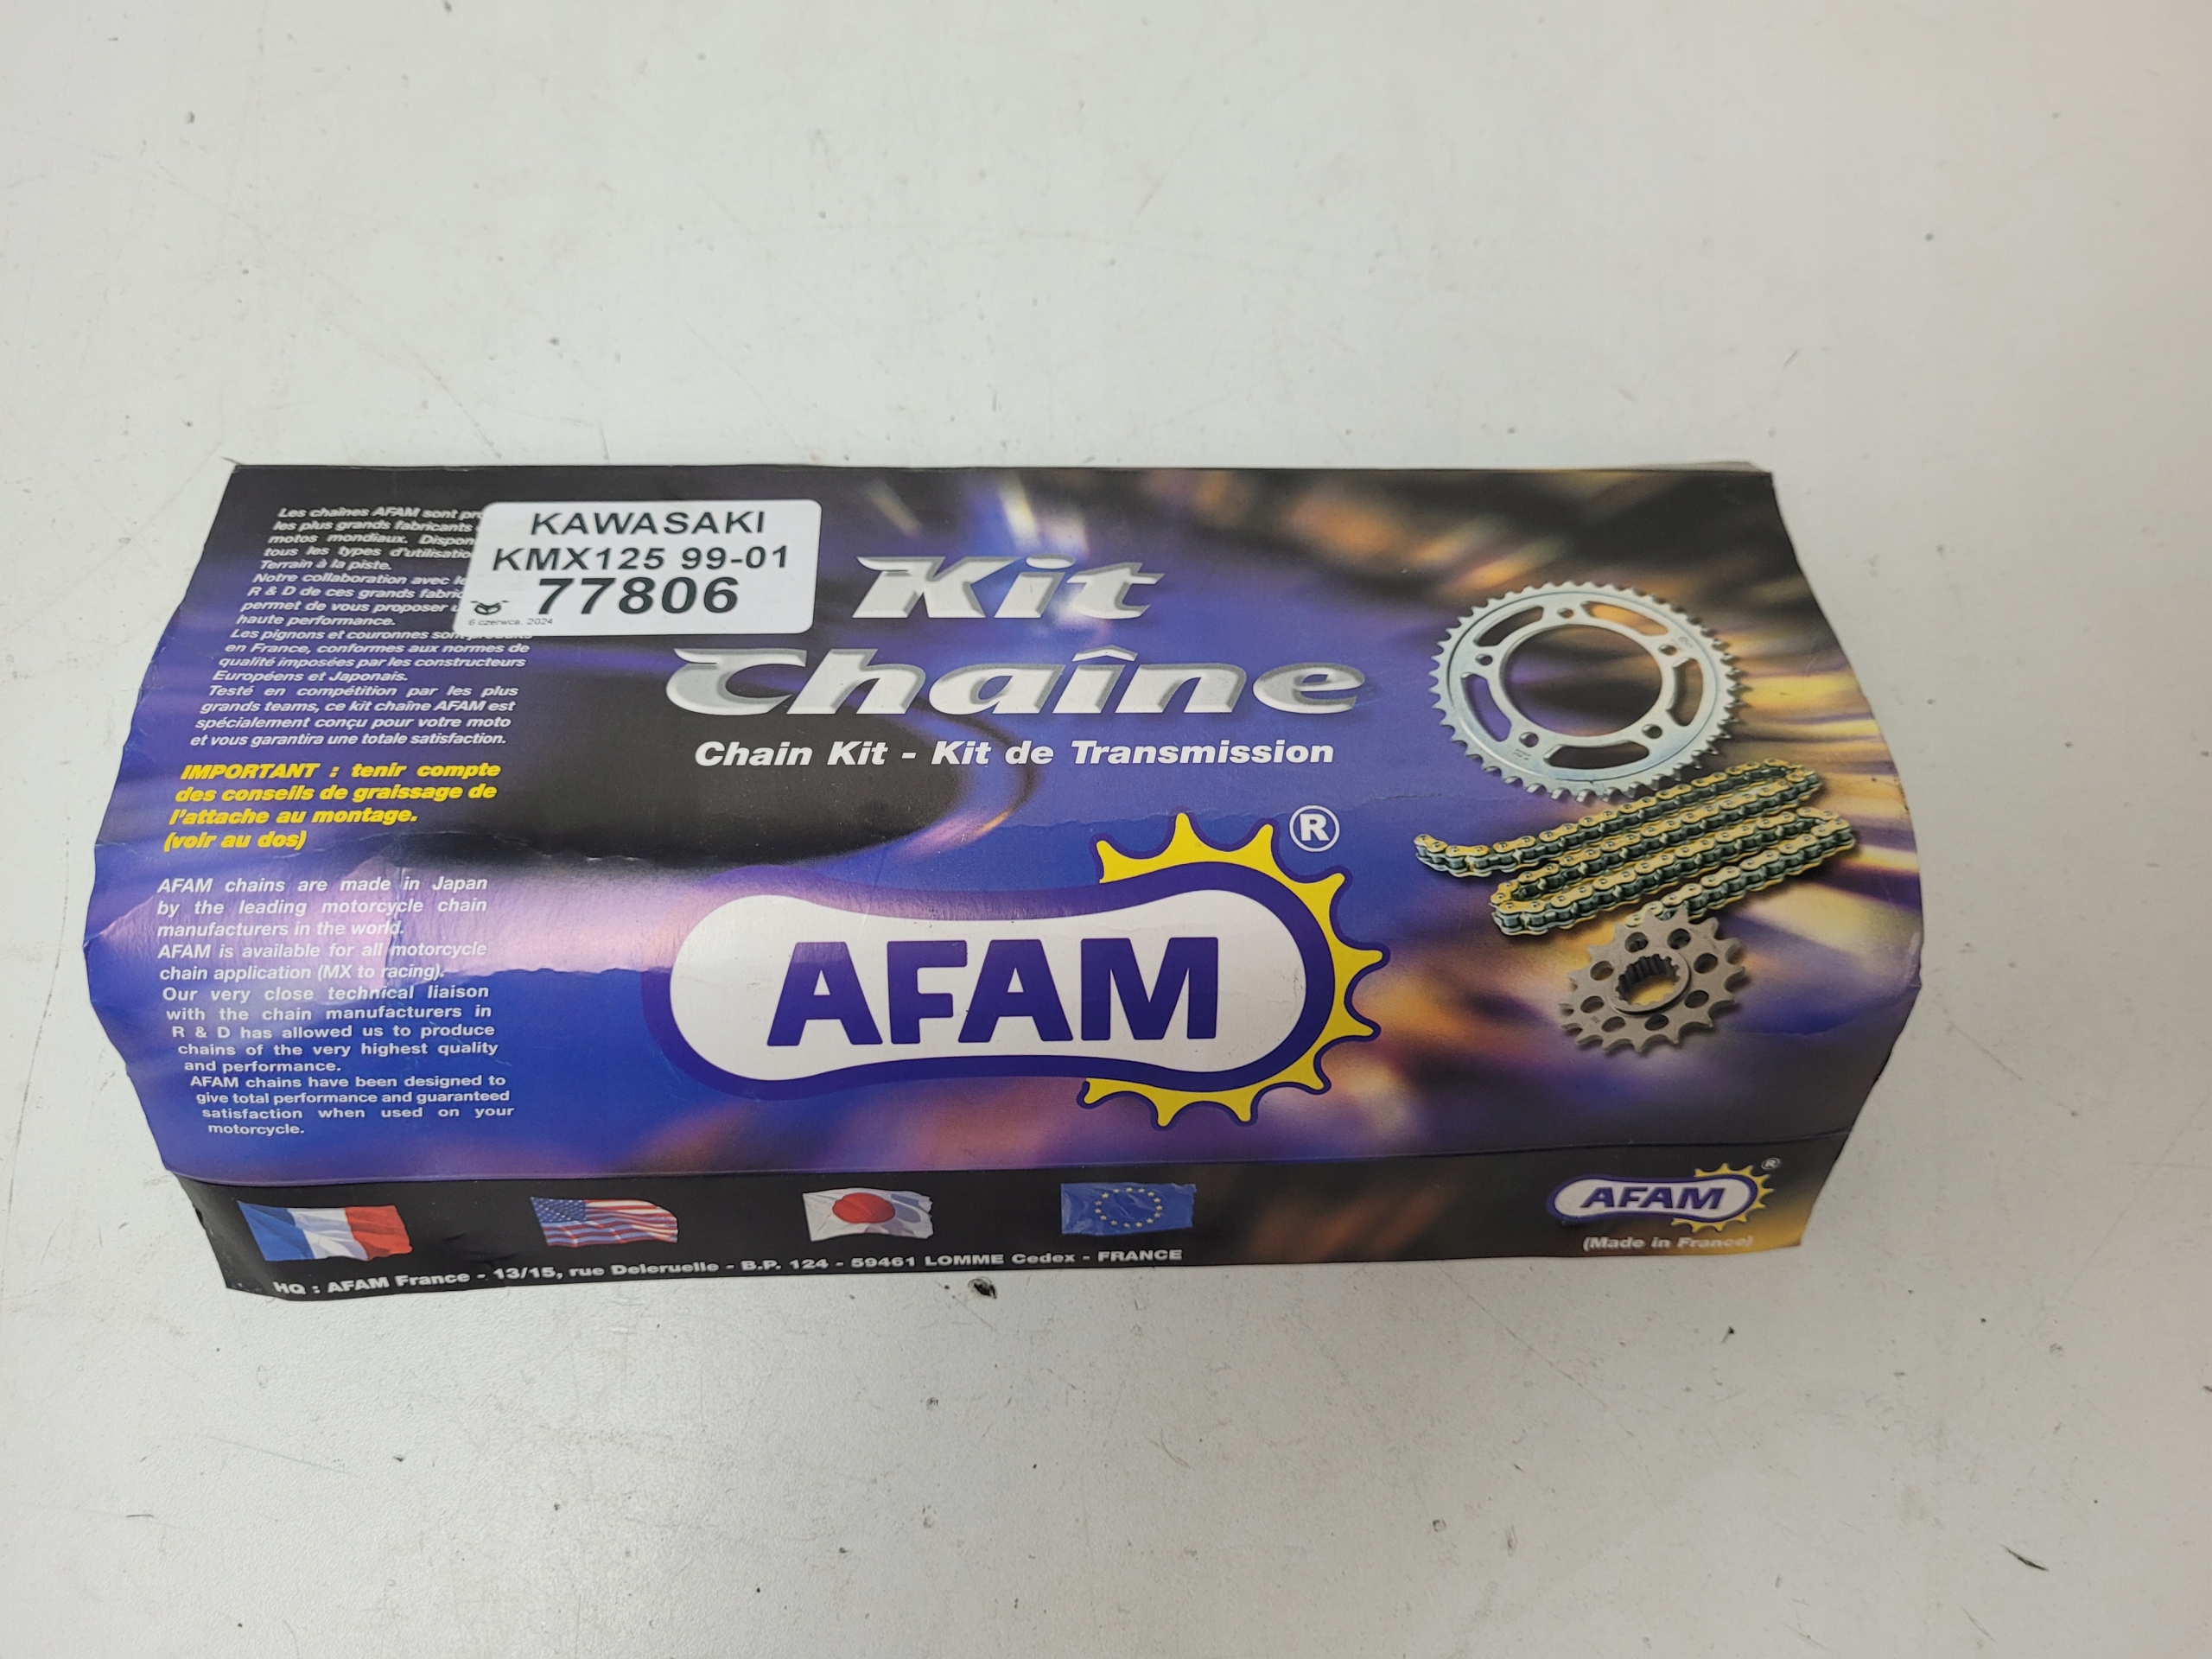 Les chaînes AFAM sont
les plus grands fabricants
motos mondiaux.
tous les types
Terrain à la piste.
Notre collaboration avec
R & D de ces grands
permet de vous proposer
haute performance.
Les pignons et couronnes sont produits
en France, conformes aux normes de
qualité imposées par les constructeurs
Européens et Japonais.
Testé en compétition par les plus
grands teams, ce kit chaîne AFAM est
spécialement conçu pour votre moto
et vous garantira une totale satisfaction.
IMPORTANT : tenir compte
des conseils de graissage de
l'attache au montage.
(voir au dos)
AFAM chains are made in Japan
by the leading motorcycle chain
manufacturers in the world.
AFAM is available for all motorcycle
chain application (MX to racing).
Our very close technical liaison
with the chain manufacturers in
R & D has allowed us to produce
chains of the very highest quality
and performance.
AFAM chains have been designed to
give total performance and guaranteed
satisfaction when used on your
motorcycle.
KAWASAKI
KMX125 99-01
77806
6 czerwca, 2024
Kit
Chaîne
Chain Kit - Kit de Transmission
®
AFAM
AFAM ®
(Made in France)
HQ : AFAM France - 13/15, rue Deleruelle - B.P. 124 - 59461 LOMME Cedex - FRANCE